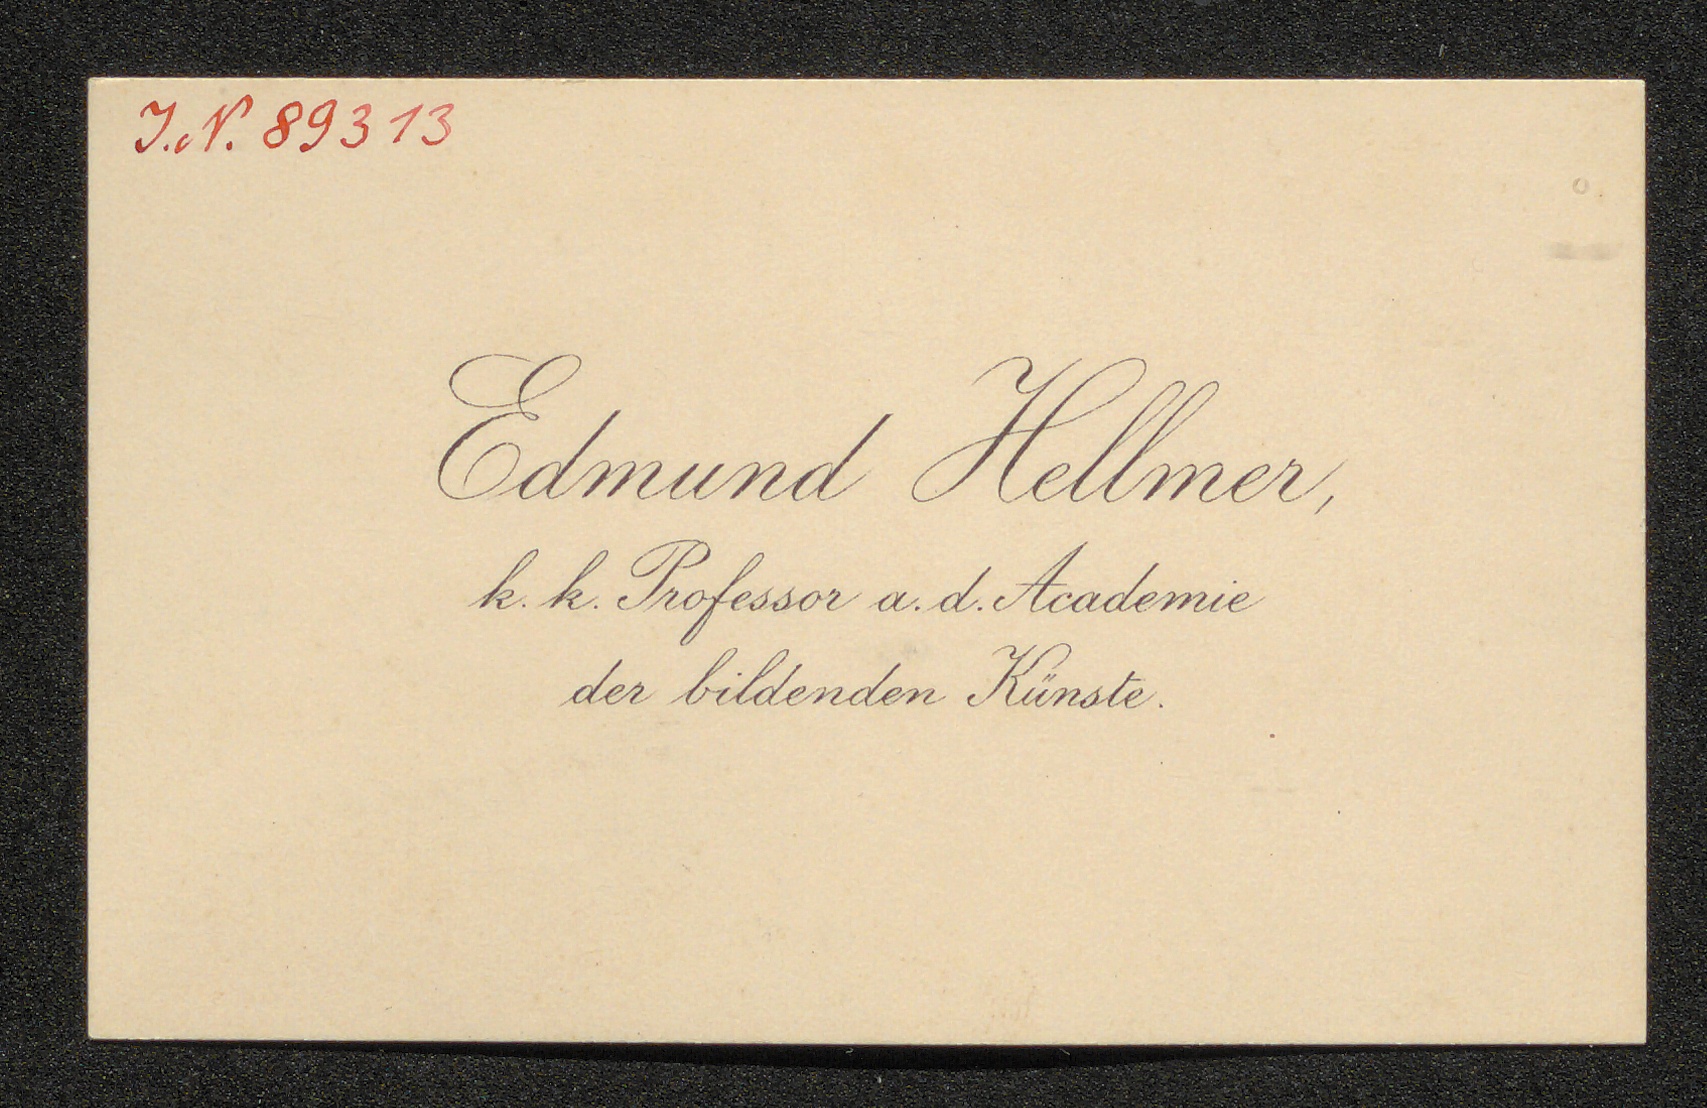 I.N. 89313
Edmund Hellmer,
k. k. Professor a. d. Academie
der bildenden Künste.